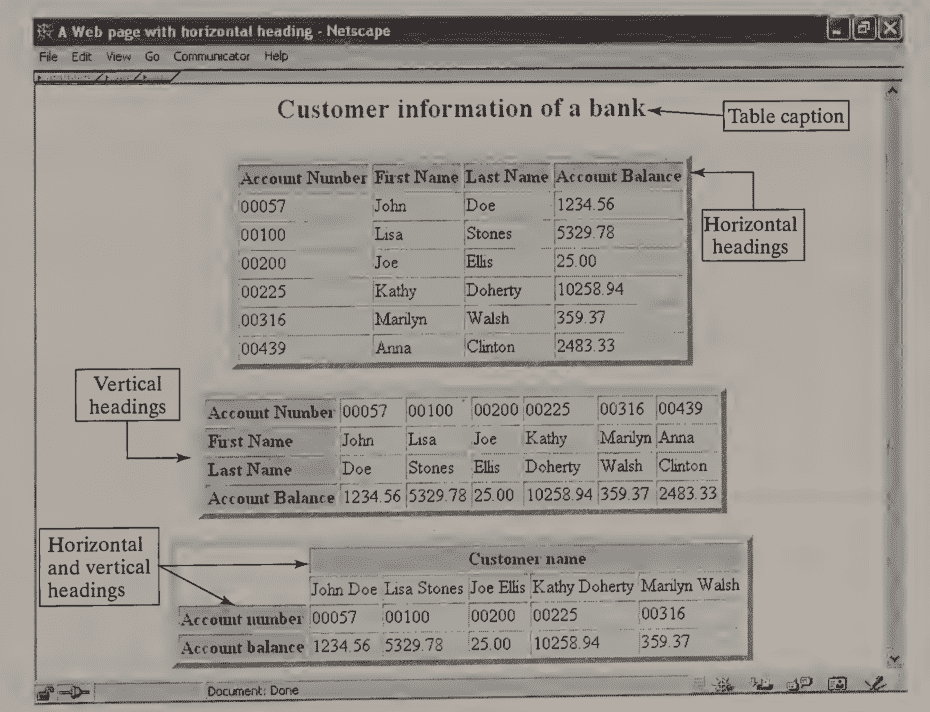 A Web page with horizontal heading - Netscape
File Edit View Go Communicator Help
Customer information of a bank
Table caption
Account Number First Name Last Name Account Balance
00057 John Doe 1234.56
00100 Lisa Stones 5329.78
00200 Joe Ellis 25.00
00225 Kathy Doherty 10258.94
00316 Marilyn Walsh 359.37
00439 Anna Clinton 2483.33
Horizontal
headings
Vertical
headings
Account Number 00057 00100 00200 00225 00316 00439
First Name John Lisa Joe Kathy Marilyn Anna
Last Name Doe Stones Ellis Doherty Walsh Clinton
Account Balance 1234.56 5329.78 25.00 10258.94 359.37 2483.33
Horizontal
and vertical
headings
Customer name
John Doe Lisa Stones Joe Ellis Kathy Doherty Marilyn Walsh
Account number 00057 00100 00200 00225 00316
Account balance 1234.56 5329.78 25.00 10258.94 359.37
Document: Done